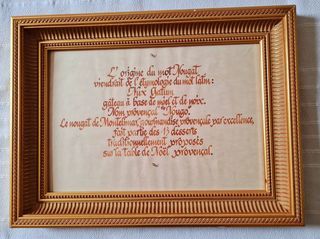 L'origine du mot Nougat
viendrait de l'étymologie du mot latin:
Nux Gatum
gâteau à base de miel et de noix.
Nom provençal "Nougo.
Le nougat de Montélimar, gourmandise provençale par excellence,
fait partie des 13 desserts
traditionnellement proposés
sur la table de Noël provençal.